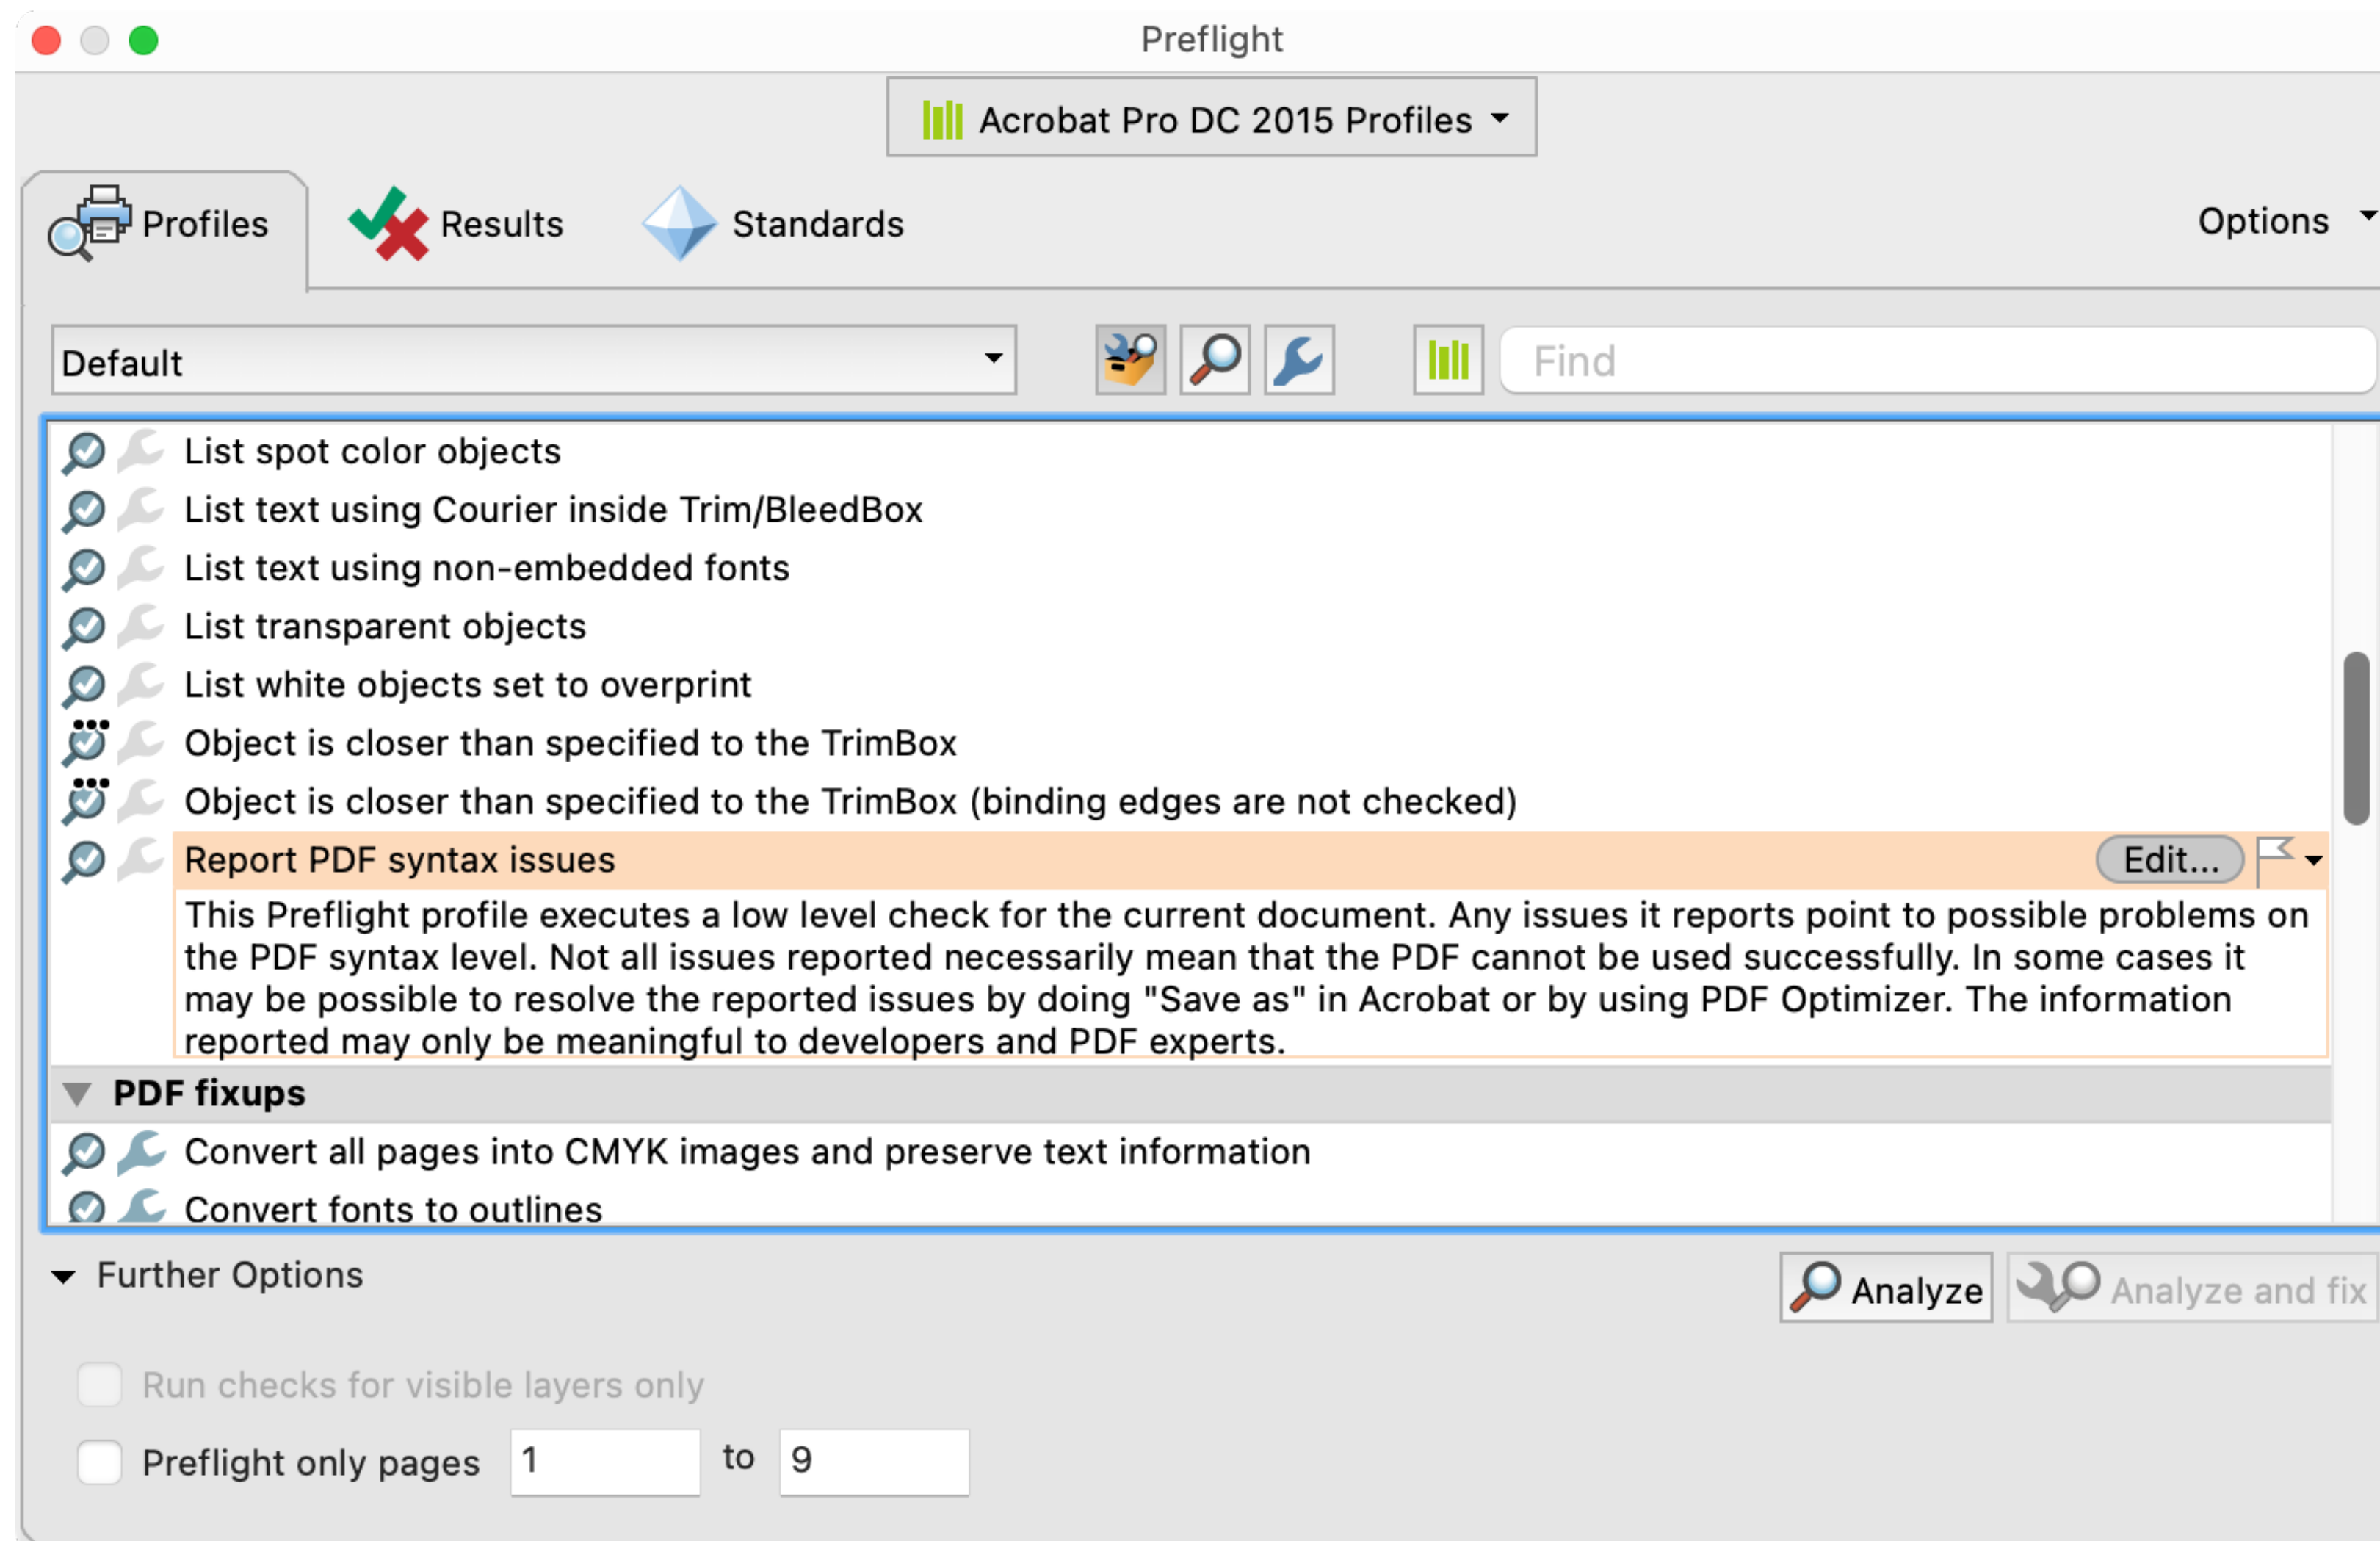 Preflight
Acrobat Pro DC 2015 Profiles
Profiles
Results
Standards
Options
Default
Find
List spot color objects
List text using Courier inside Trim/BleedBox
List text using non-embedded fonts
List transparent objects
List white objects set to overprint
Object is closer than specified to the TrimBox
Object is closer than specified to the TrimBox (binding edges are not checked)
Report PDF syntax issues
Edit...
This Preflight profile executes a low level check for the current document. Any issues it reports point to possible problems on
the PDF syntax level. Not all issues reported necessarily mean that the PDF cannot be used successfully. In some cases it
may be possible to resolve the reported issues by doing "Save as" in Acrobat or by using PDF Optimizer. The information
reported may only be meaningful to developers and PDF experts.
PDF fixups
Convert all pages into CMYK images and preserve text information
Convert fonts to outlines
Further Options
Analyze
Analyze and fix
Run checks for visible layers only
Preflight only pages 1 to 9